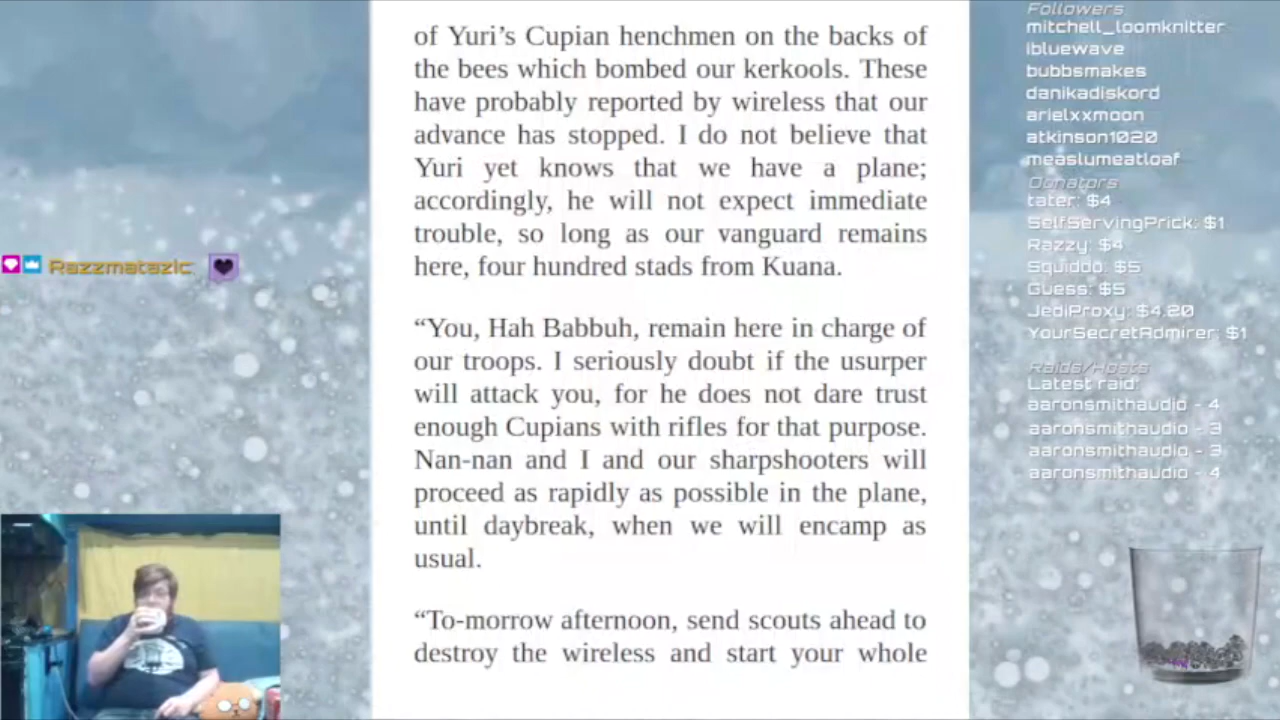 of Yuri’s Cupian henchmen on the backs of
the bees which bombed our kerkools. These
have probably reported by wireless that our
advance has stopped. I do not believe that
Yuri yet knows that we have a plane;
accordingly, he will not expect immediate
trouble, so long as our vanguard remains
here, four hundred stads from Kuana.
“You, Hah Babbuh, remain here in charge of
our troops. I seriously doubt if the usurper
will attack you, for he does not dare trust
enough Cupians with rifles for that purpose.
Nan-nan and I and our sharpshooters will
proceed as rapidly as possible in the plane,
until daybreak, when we will encamp as
usual.
“To-morrow afternoon, send scouts ahead to
destroy the wireless and start your whole
Razzmatazic
Followers
mitchell_loomknitter
ibluewave
bubbsmakes
danikadiskord
arielxxmoon
atkinson1020
measlymeatloaf
Donators
tater: $4
SelfServingPrick: $1
Razzy: $4
Squiddo: $5
Guess: $5
JediProxy: $4.20
YourSecretAdmirer: $1
Raids/Hosts
Latest raid:
aaronsmithaudio - 4
aaronsmithaudio - 3
aaronsmithaudio - 3
aaronsmithaudio - 4